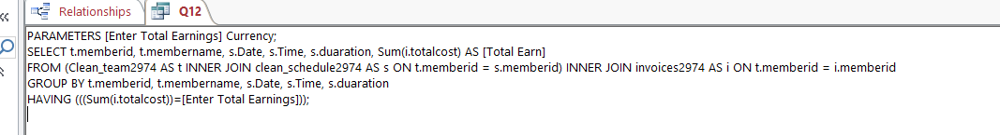 Relationships
Q12
PARAMETERS [Enter Total Earnings] Currency;
SELECT t.memberid, t.membername, s.Date, s.Time, s.duaration, Sum(i.totalcost) AS [Total Earn]
FROM (Clean_team2974 AS t INNER JOIN clean_schedule2974 AS s ON t.memberid = s.memberid) INNER JOIN invoices2974 AS i ON t.memberid = i.memberid
GROUP BY t.memberid, t.membername, s.Date, s.Time, s.duaration
HAVING (((Sum(i.totalcost))=[Enter Total Earnings]));